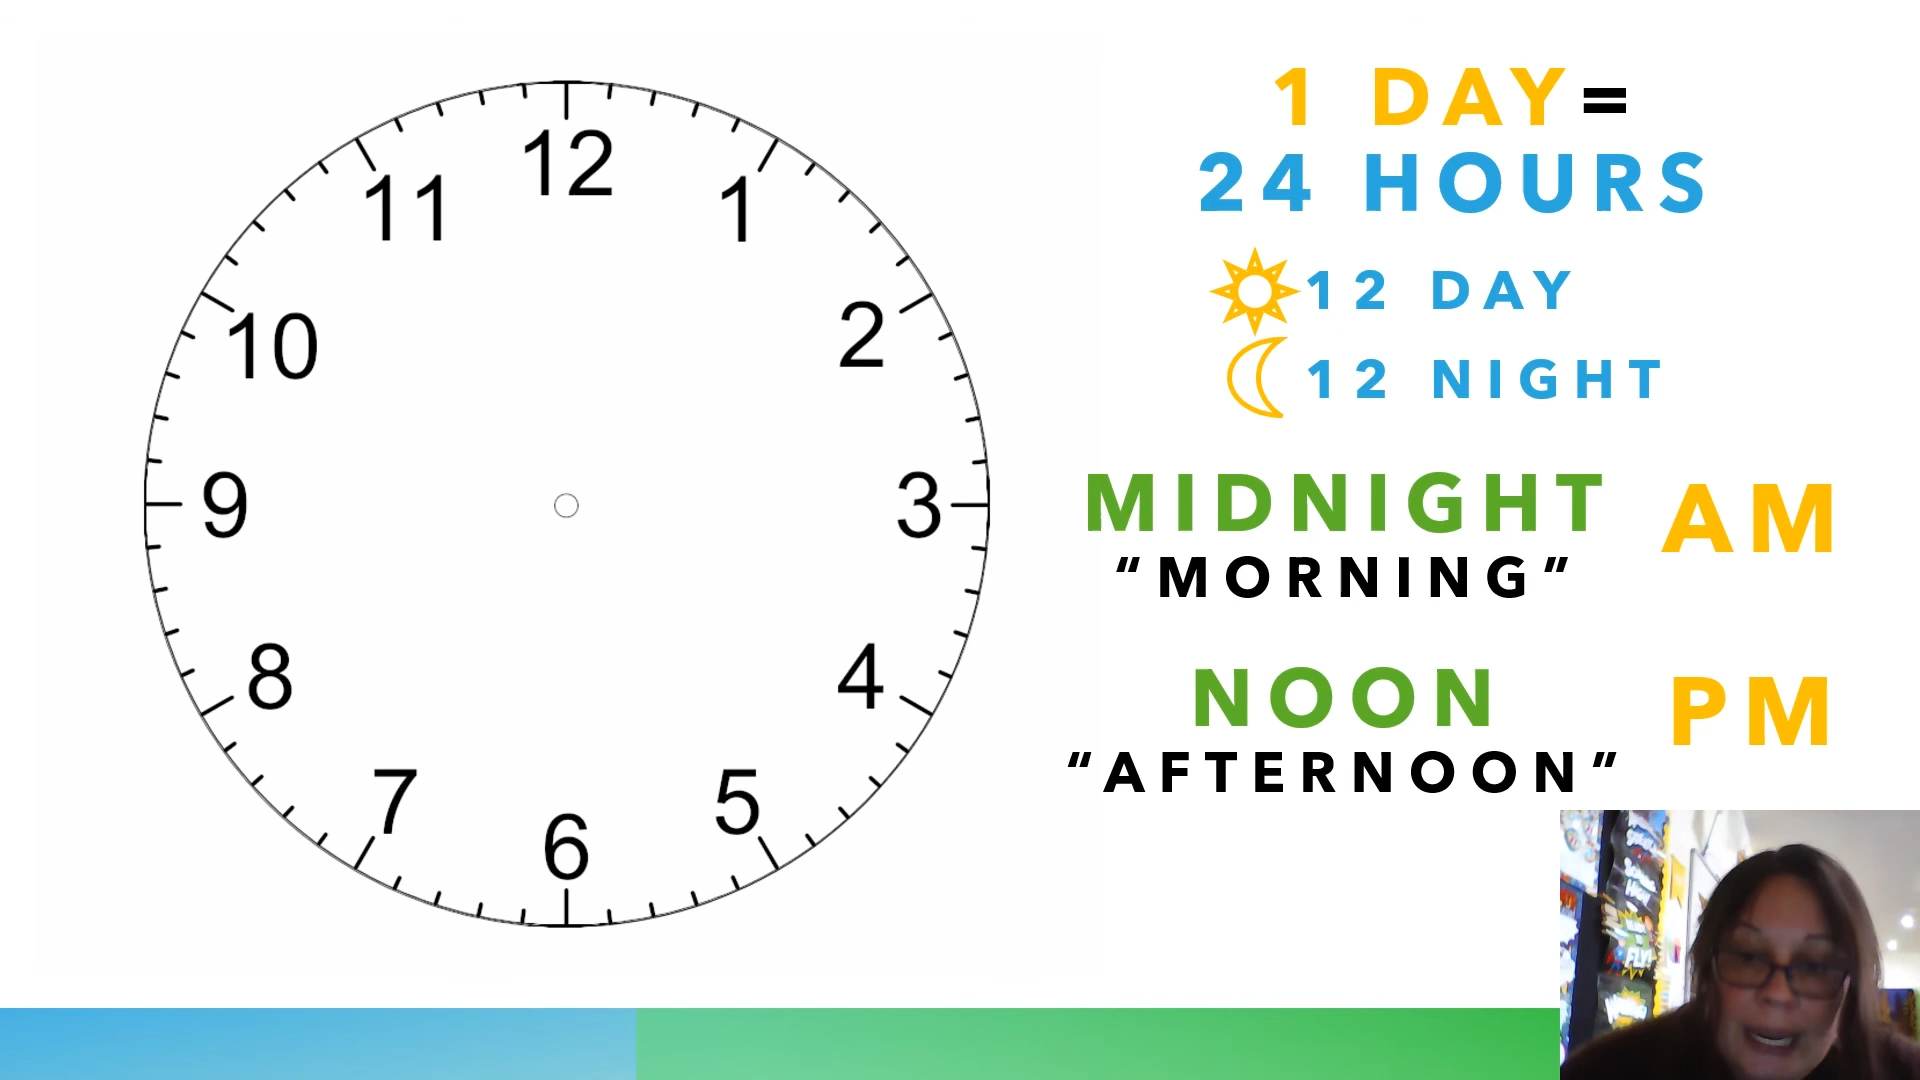 12
11
1
10
2
9
3
8
4
7
5
6
1 DAY=
24 HOURS
12 DAY
12 NIGHT
MIDNIGHT AM
“MORNING”
NOON PM
“AFTERNOON”
FLY!